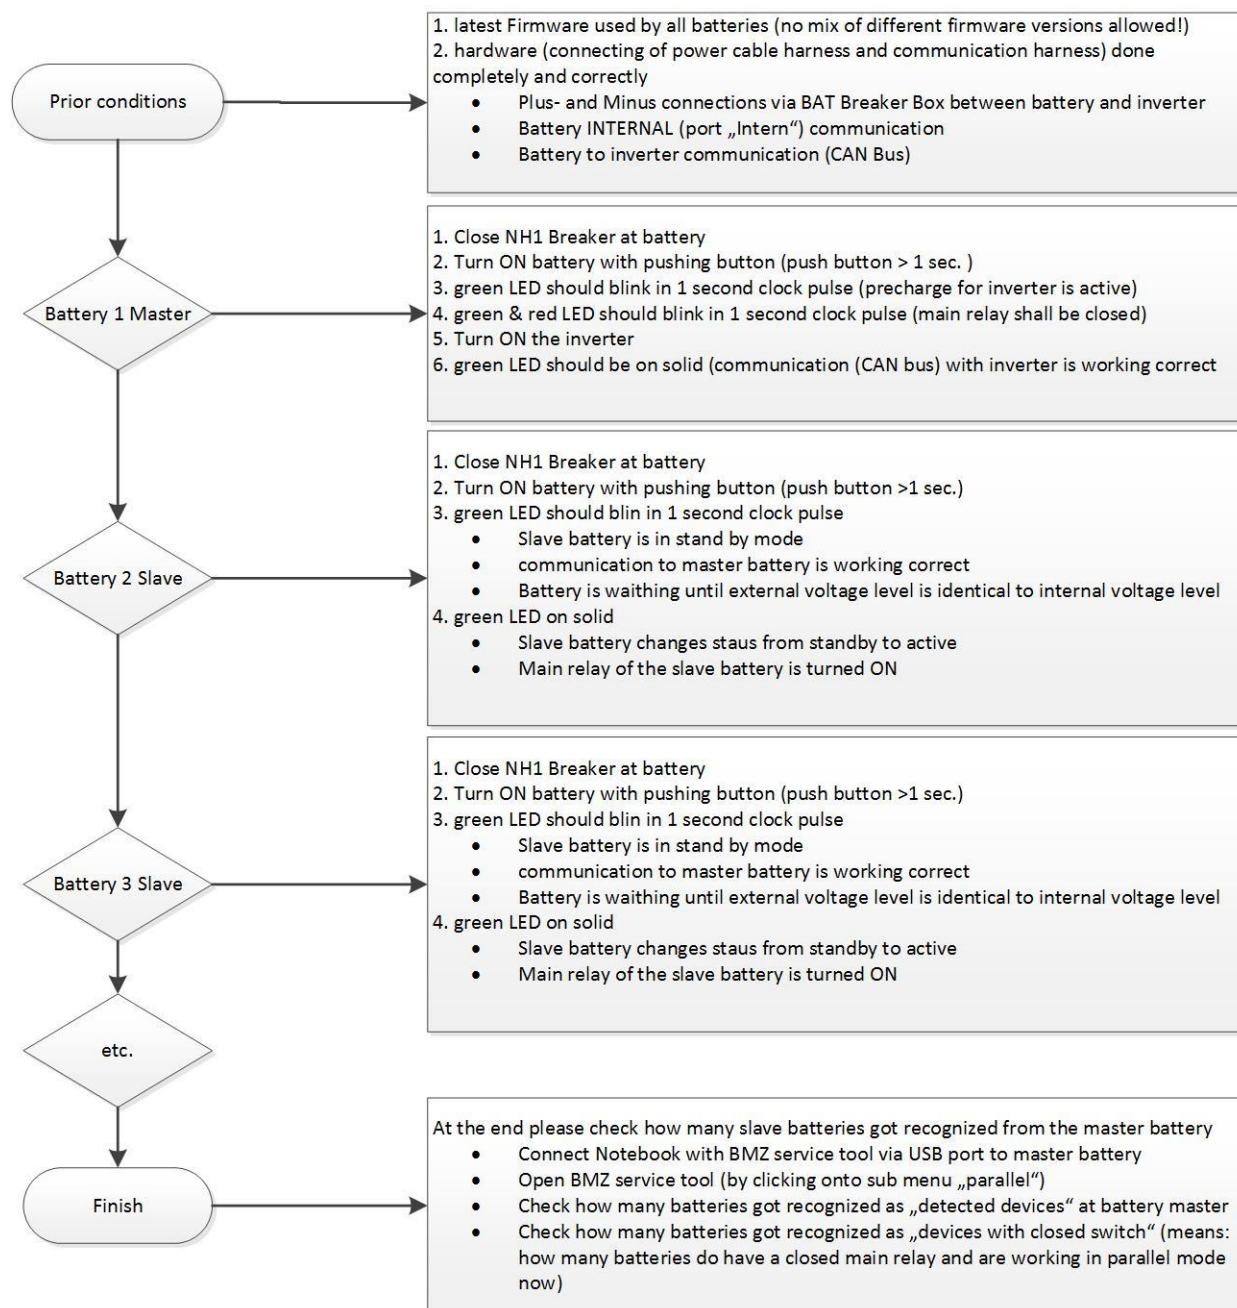 Prior conditions
1. latest Firmware used by all batteries (no mix of different firmware versions allowed!)
2. hardware (connecting of power cable harness and communication harness) done
completely and correctly
• Plus- and Minus connections via BAT Breaker Box between battery and inverter
• Battery INTERNAL (port „Intern“) communication
• Battery to inverter communication (CAN Bus)
Battery 1 Master
1. Close NH1 Breaker at battery
2. Turn ON battery with pushing button (push button > 1 sec. )
3. green LED should blink in 1 second clock pulse (precharge for inverter is active)
4. green & red LED should blink in 1 second clock pulse (main relay shall be closed)
5. Turn ON the inverter
6. green LED should be on solid (communication (CAN bus) with inverter is working correct
Battery 2 Slave
1. Close NH1 Breaker at battery
2. Turn ON battery with pushing button (push button >1 sec.)
3. green LED should blin in 1 second clock pulse
• Slave battery is in stand by mode
• communication to master battery is working correct
• Battery is waithing until external voltage level is identical to internal voltage level
4. green LED on solid
• Slave battery changes staus from standby to active
• Main relay of the slave battery is turned ON
Battery 3 Slave
1. Close NH1 Breaker at battery
2. Turn ON battery with pushing button (push button >1 sec.)
3. green LED should blin in 1 second clock pulse
• Slave battery is in stand by mode
• communication to master battery is working correct
• Battery is waithing until external voltage level is identical to internal voltage level
4. green LED on solid
• Slave battery changes staus from standby to active
• Main relay of the slave battery is turned ON
etc.
Finish
At the end please check how many slave batteries got recognized from the master battery
• Connect Notebook with BMZ service tool via USB port to master battery
• Open BMZ service tool (by clicking onto sub menu „parallel“)
• Check how many batteries got recognized as „detected devices“ at battery master
• Check how many batteries got recognized as „devices with closed switch“ (means:
how many batteries do have a closed main relay and are working in parallel mode
now)